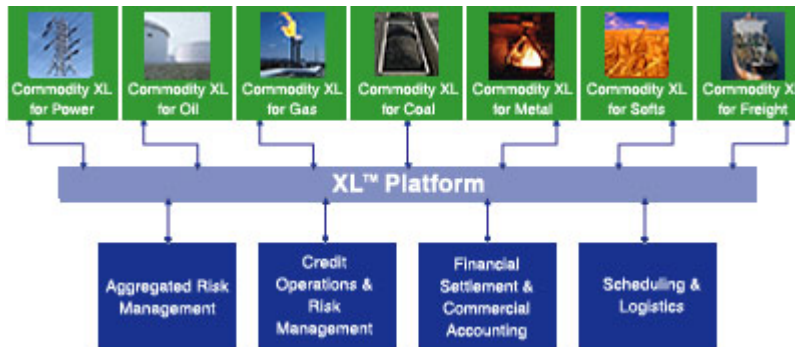 Commodity XL
for Power
Commodity XL
for Oil
Commodity XL
for Gas
Commodity XL
for Coal
Commodity XL
for Metal
Commodity XL
for Softs
Commodity XL
for Freight
XL™ Platform
Aggregated Risk
Management
Credit
Operations &
Risk
Management
Financial
Settlement &
Commercial
Accounting
Scheduling &
Logistics